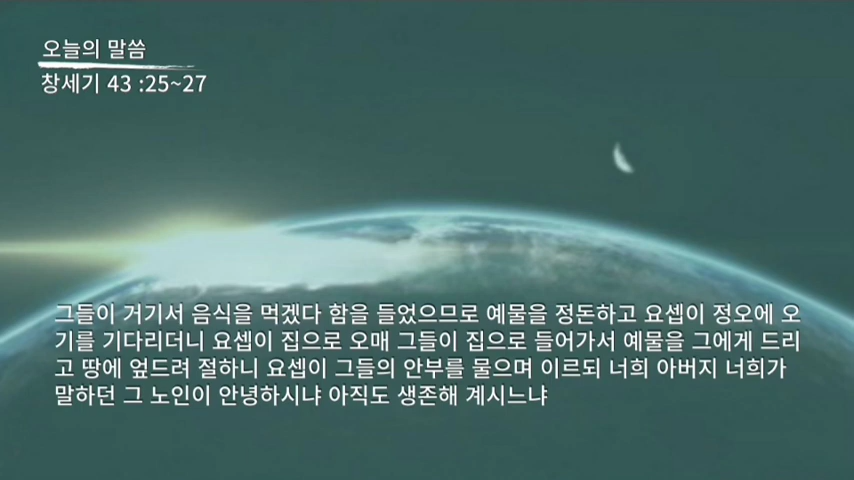 오늘의 말씀
창세기 43 :25~27
그들이 거기서 음식을 먹겠다 함을 들었으므로 예물을 정돈하고 요셉이 정오에 오
기를 기다리더니 요셉이 집으로 오매 그들이 집으로 들어가서 예물을 그에게 드리
고 땅에 엎드려 절하니 요셉이 그들의 안부를 물으며 이르되 너희 아버지 너희가
말하던 그 노인이 안녕하시냐 아직도 생존해 계시느냐